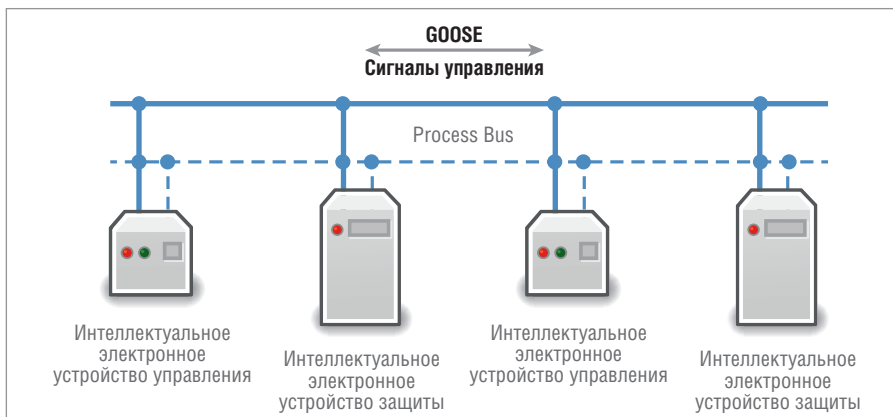 GOOSE
Сигналы управления
Process Bus
Интеллектуальное
электронное
устройство управления
Интеллектуальное
электронное
устройство защиты
Интеллектуальное
электронное
устройство управления
Интеллектуальное
электронное
устройство защиты